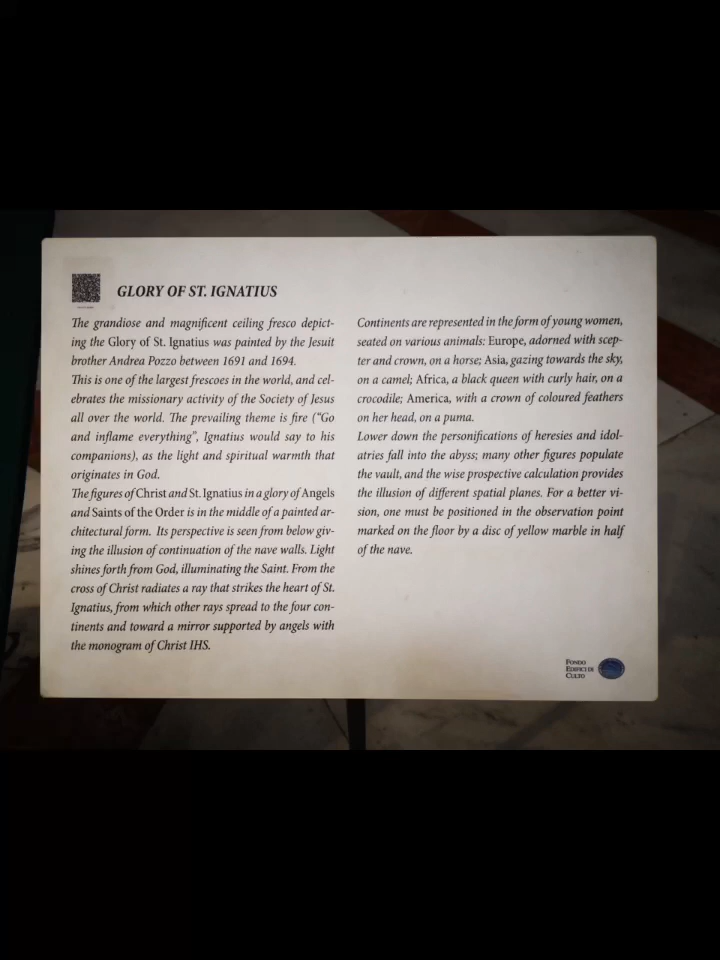 GLORY OF ST. IGNATIUS
The grandiose and magnificent ceiling fresco depict-
ing the Glory of St. Ignatius was painted by the Jesuit
brother Andrea Pozzo between 1691 and 1694.
This is one of the largest frescoes in the world, and cel-
ebrates the missionary activity of the Society of Jesus
all over the world. The prevailing theme is fire (“Go
and inflame everything”, Ignatius would say to his
companions), as the light and spiritual warmth that
originates in God.
The figures of Christ and St. Ignatius in a glory of Angels
and Saints of the Order is in the middle of a painted ar-
chitectural form. Its perspective is seen from below giv-
ing the illusion of continuation of the nave walls. Light
shines forth from God, illuminating the Saint. From the
cross of Christ radiates a ray that strikes the heart of St.
Ignatius, from which other rays spread to the four con-
tinents and toward a mirror supported by angels with
the monogram of Christ IHS.
Continents are represented in the form of young women,
seated on various animals: Europe, adorned with scep-
ter and crown, on a horse; Asia, gazing towards the sky,
on a camel; Africa, a black queen with curly hair, on a
crocodile; America, with a crown of coloured feathers
on her head, on a puma.
Lower down the personifications of heresies and idol-
atries fall into the abyss; many other figures populate
the vault, and the wise prospective calculation provides
the illusion of different spatial planes. For a better vi-
sion, one must be positioned in the observation point
marked on the floor by a disc of yellow marble in half
of the nave.
FONDO
EDIFICI DI
CULTO